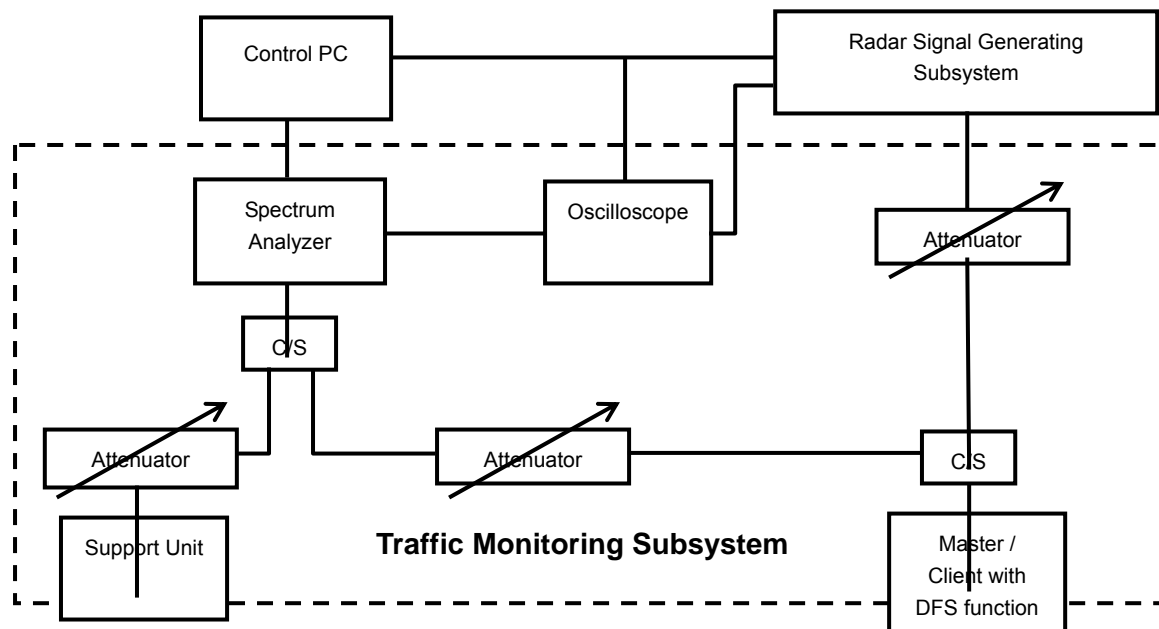 Control PC
Radar Signal Generating
Subsystem
Spectrum
Analyzer
Oscilloscope
Attenuator
C/S
Attenuator
Attenuator
C/S
Support Unit
Traffic Monitoring Subsystem
Master /
Client with
DFS function